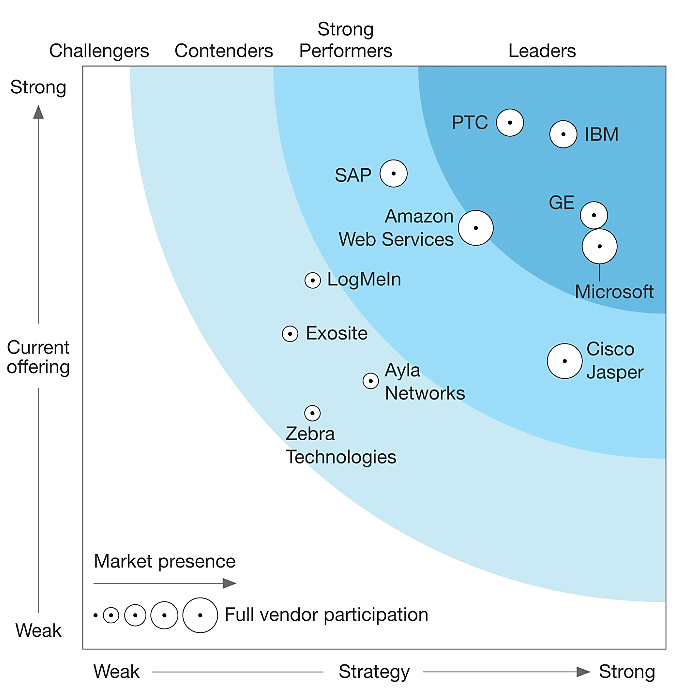 Strong
Challengers Contenders Performers Leaders
Strong
PTC
IBM
SAP
GE
Amazon
Web Services
Microsoft
LogMeIn
Exosite
Current
offering
Cisco
Jasper
Ayla
Networks
Zebra
Technologies
Market presence
Full vendor participation
Weak
Weak Strategy Strong